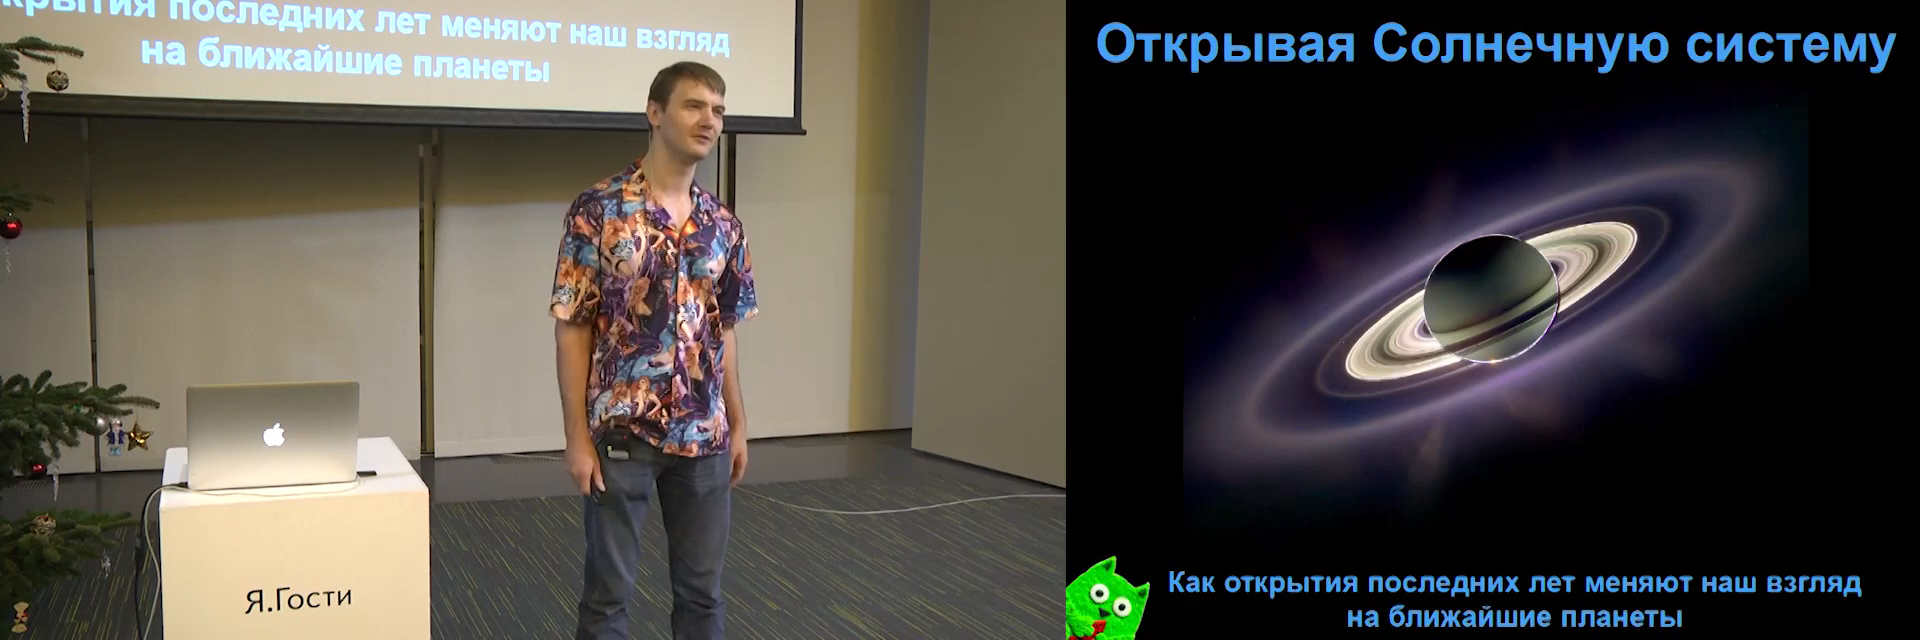 крытия последних лет меняют наш взгляд
на ближайшие планеты
Я.Гости
Открывая Солнечную систему
Как открытия последних лет меняют наш взгляд
на ближайшие планеты